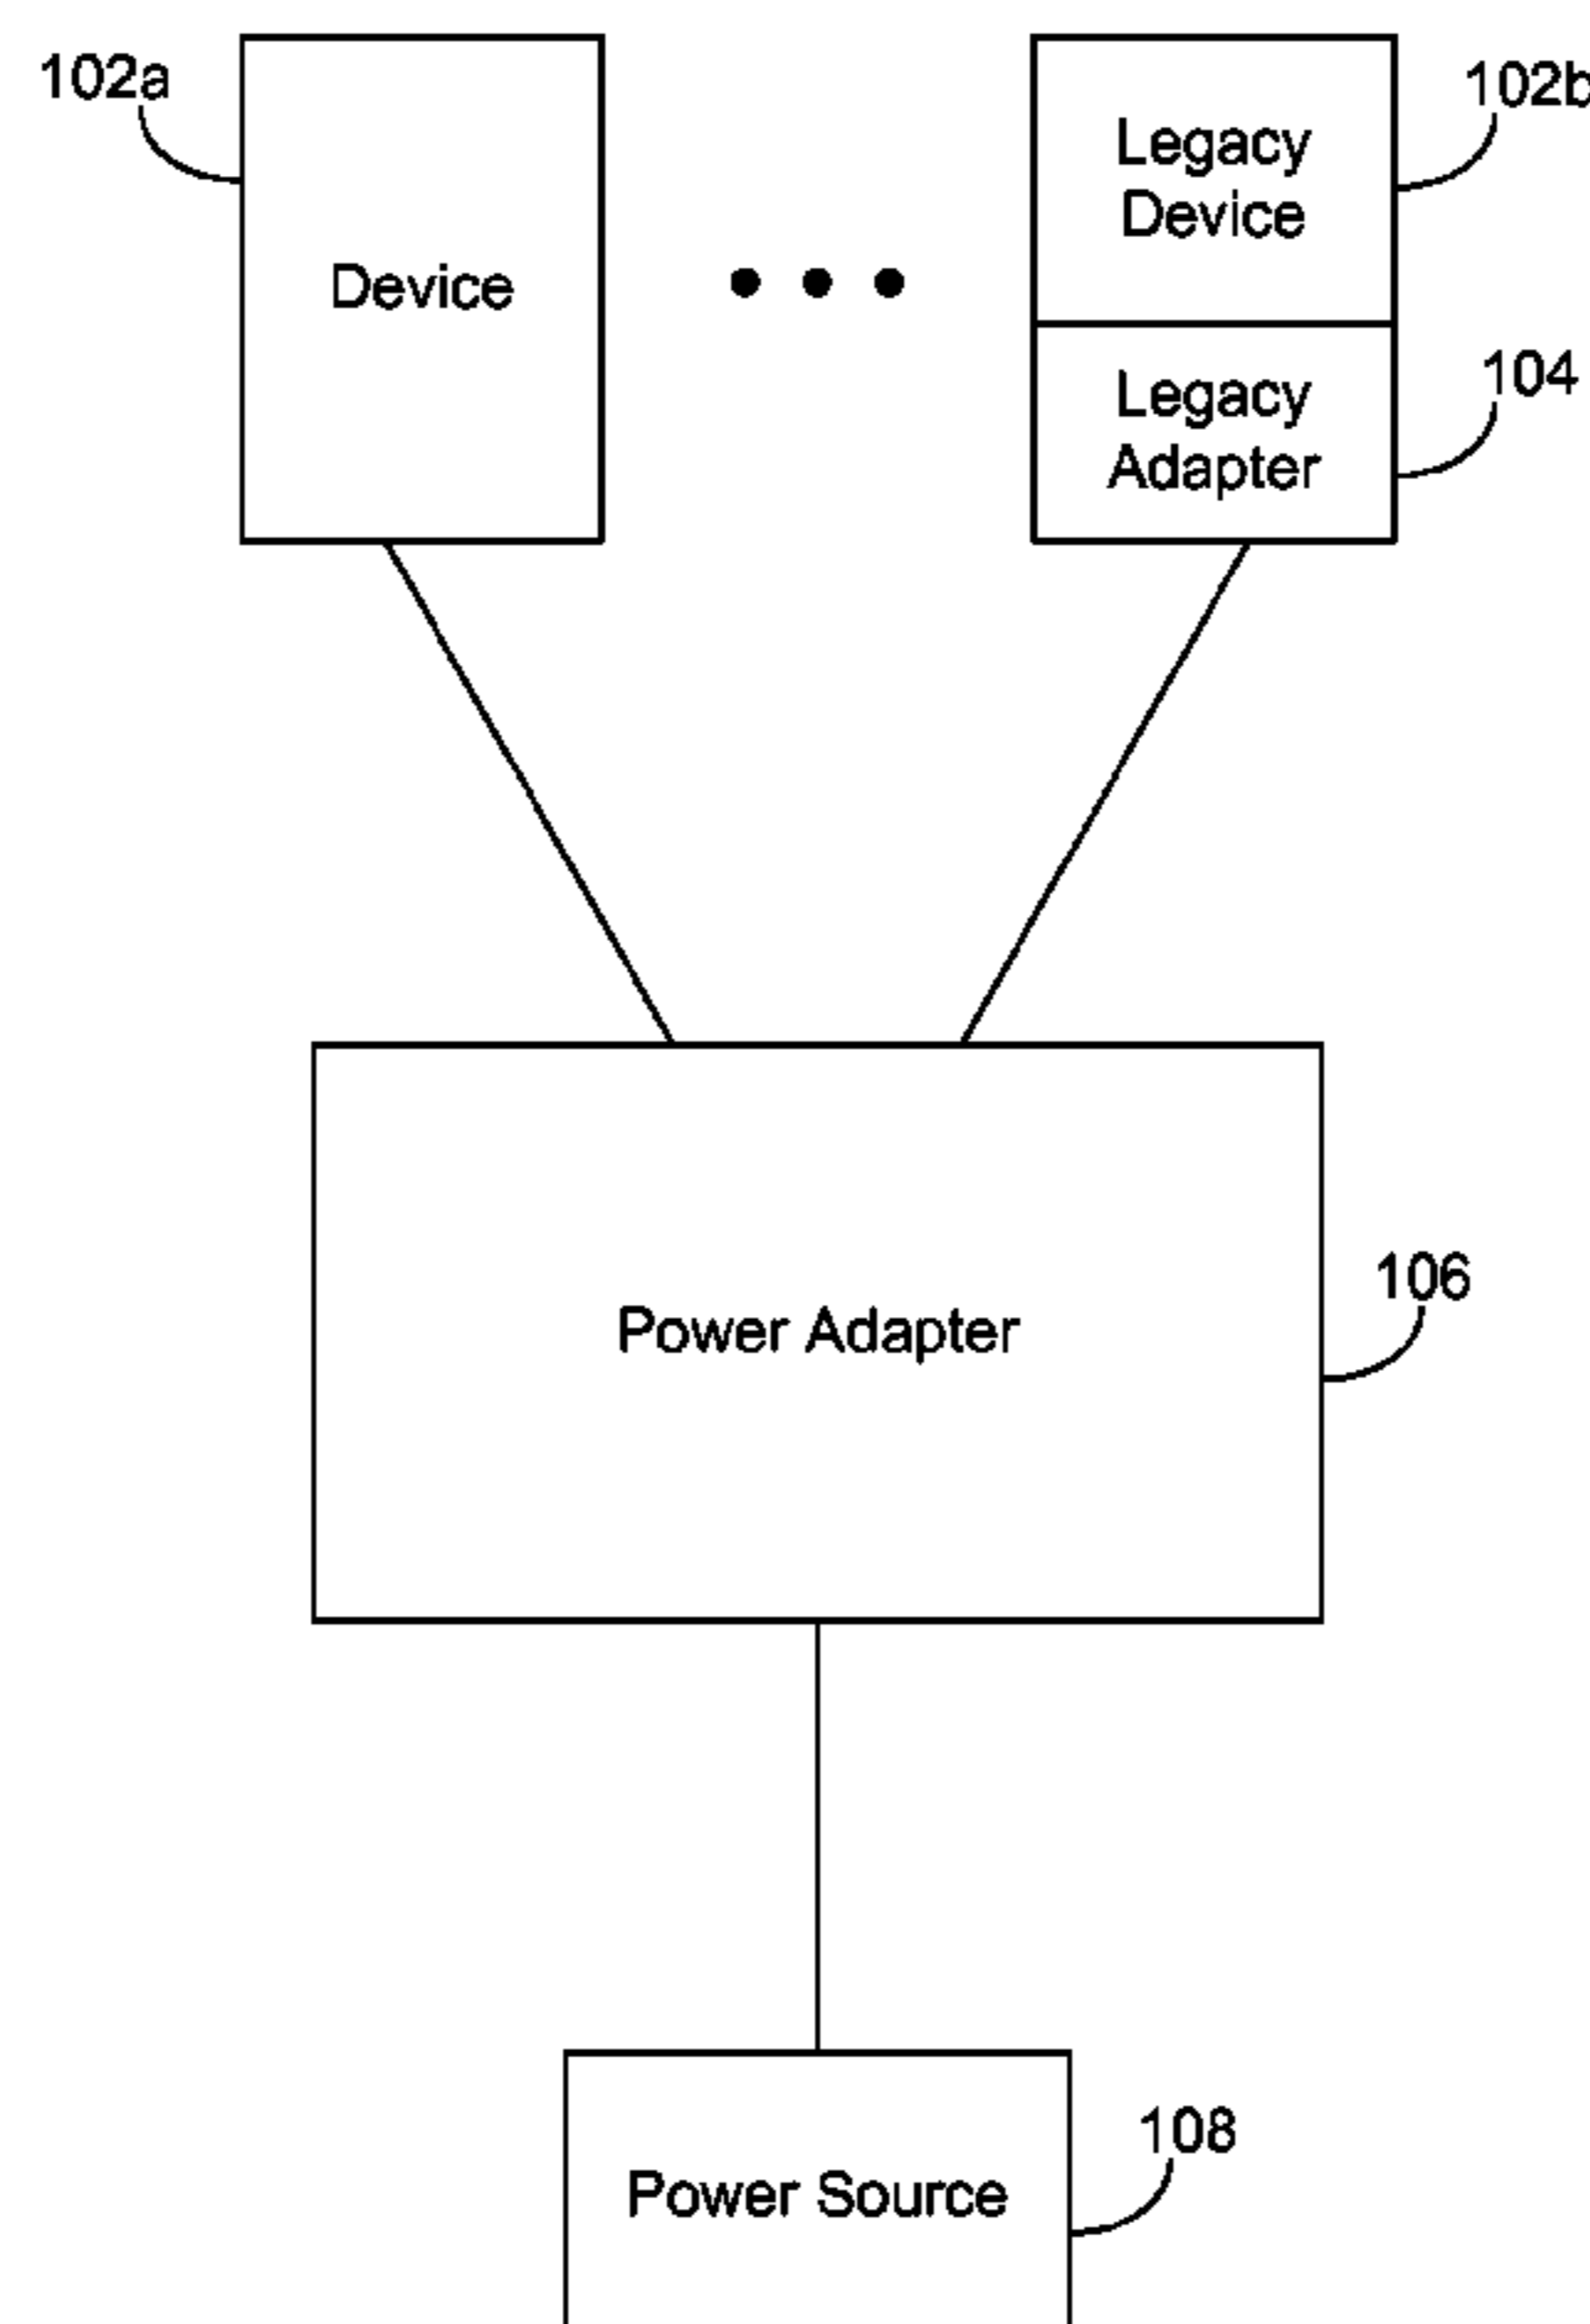 102a
102b
Legacy
Device
Device
104
Legacy
Adapter
106
Power Adapter
108
Power Source